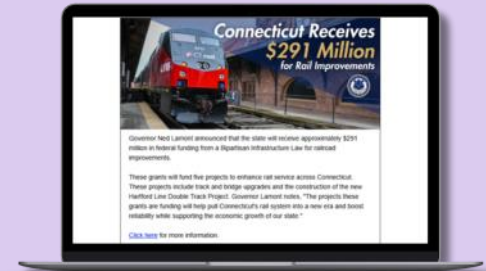 Connecticut Receives
$291 Million
for Rail Improvements
Governor Ned Lamont announced that the state will receive approximately $291
million in federal funding from a Bipartisan Infrastructure Law for railroad
improvements.
These grants will fund five projects to enhance rail service across Connecticut.
These projects include track and bridge upgrades and the construction of the new
Hartford Line Double Track Project. Governor Lamont notes, "The projects these
grants are funding will help pull Connecticut's rail system into a new era and boost
reliability while supporting the economic growth of our state."
Click here for more information.